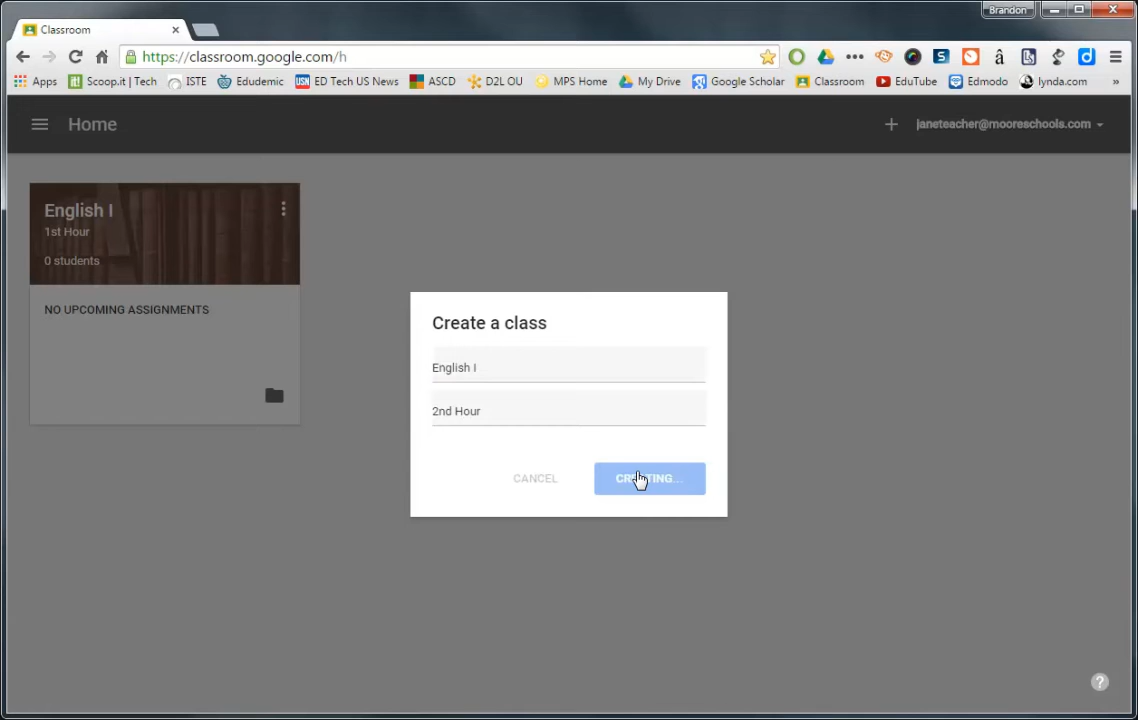 Brandon
Classroom
https://classroom.google.com/h
Apps
Scoop.it | Tech
ISTE
Edudemic
USN
ED Tech US News
ASCD
D2L OU
MPS Home
My Drive
Google Scholar
Classroom
EduTube
Edmodo
lynda.com
»
Home
janeteacher@mooreschools.com
English I
1st Hour
0 students
NO UPCOMING ASSIGNMENTS
Create a class
English I
2nd Hour
CANCEL
CREATING...
?